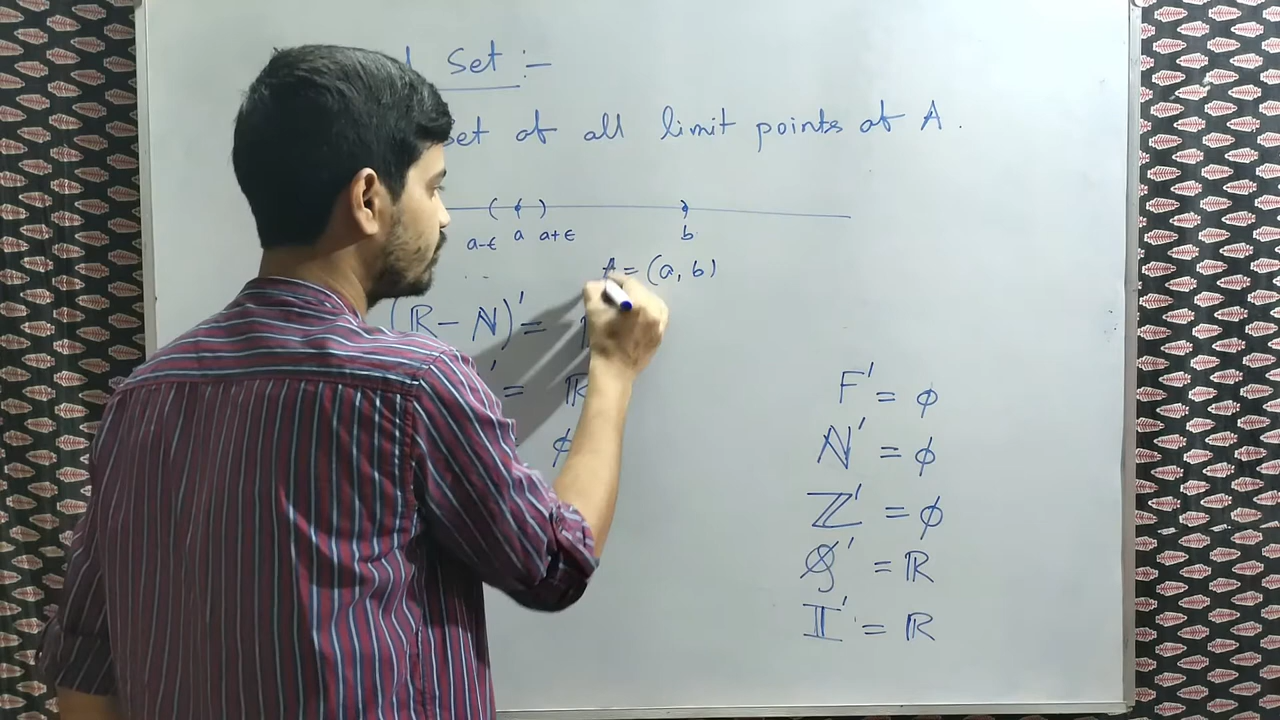 Set :-
set of all limit points of A.
a-ϵ a a+ϵ b
A = (a, b)
(ℝ - ℕ)' =
' = ℝ
ϕ
F' = ϕ
ℕ' = ϕ
ℤ' = ϕ
ℚ' = ℝ
𝕀' = ℝ